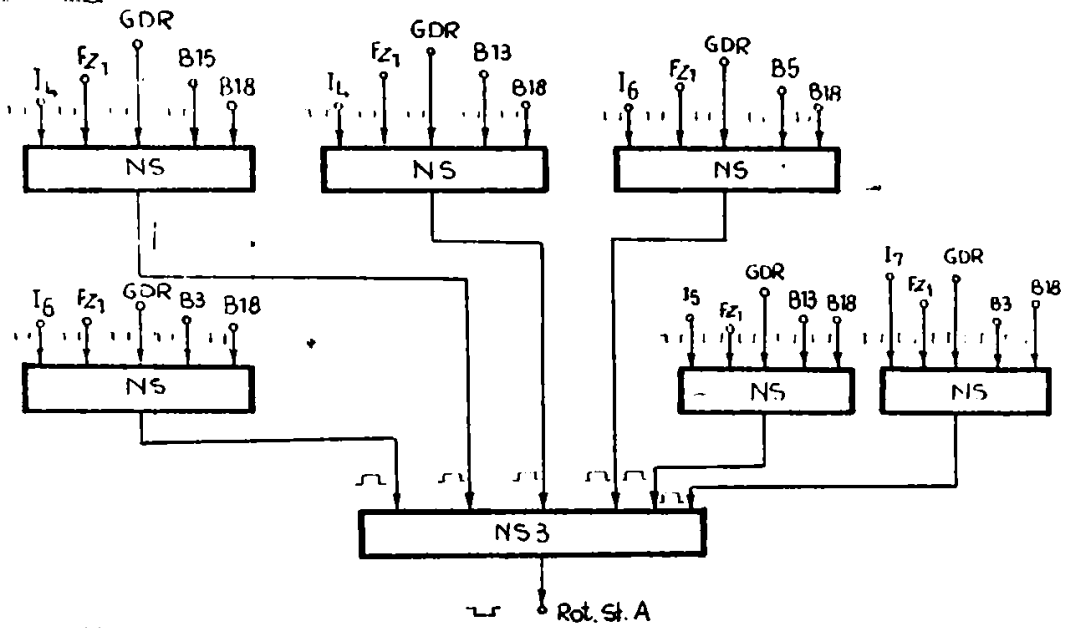 I4 FZ1 GDR B15 B18
NS
I4 FZ1 GDR B13 B18
NS
I6 FZ1 GDR B5 B18
NS
I6 FZ1 GDR B3 B18
NS
I5 FZ1 GDR B13 B18
NS
I7 FZ1 GDR B3 B18
NS
NS3
Rot. St. A